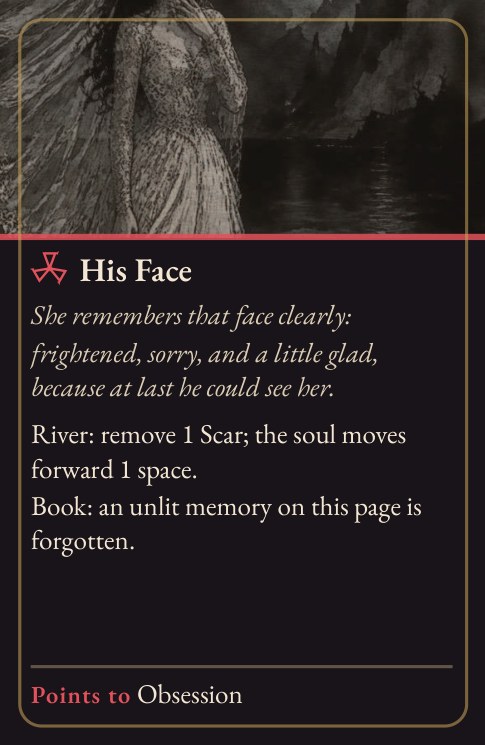 His Face
She remembers that face clearly:
frightened, sorry, and a little glad,
because at last he could see her.
River: remove 1 Scar; the soul moves
forward 1 space.
Book: an unlit memory on this page is
forgotten.
Points to Obsession